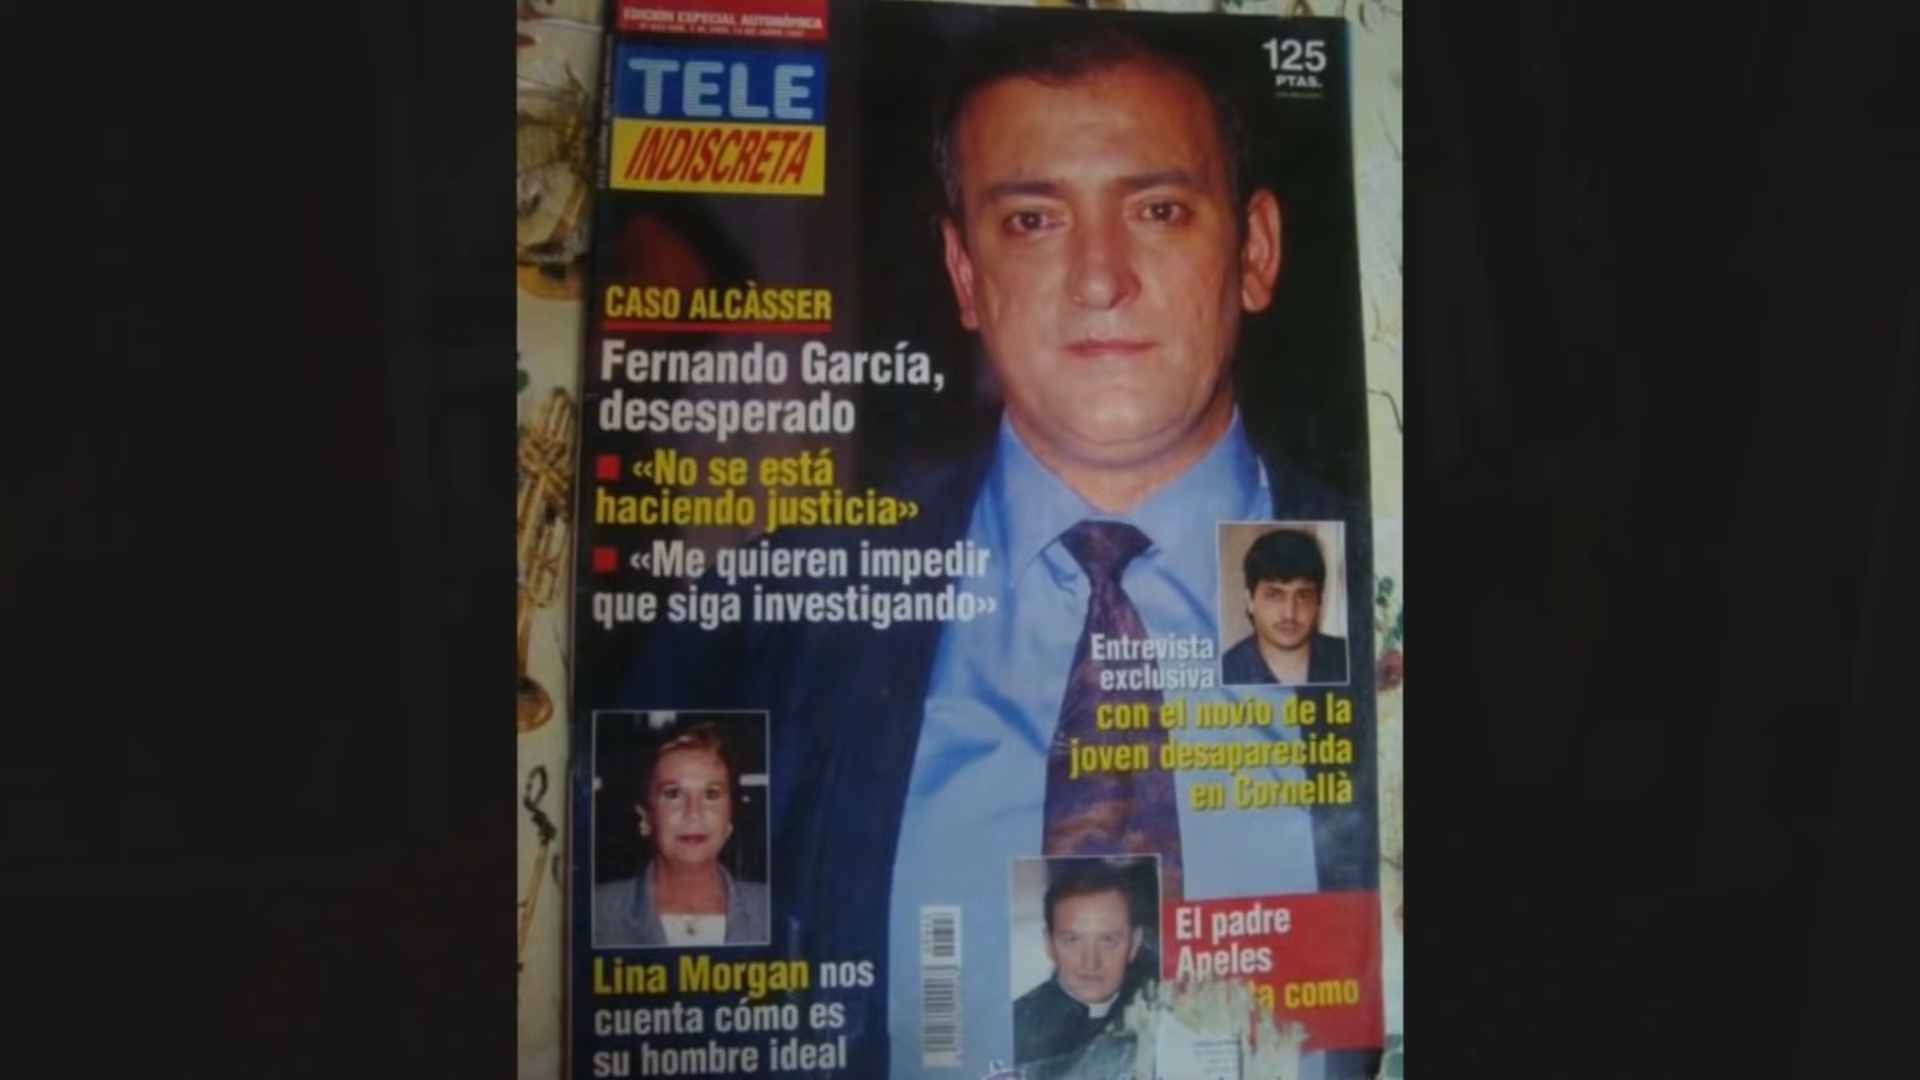 EDICIÓN ESPECIAL AUTONÓMICA
TELE
INDISCRETA
125
PTAS.
CASO ALCÀSSER
Fernando García,
desesperado
«No se está
haciendo justicia»
«Me quieren impedir
que siga investigando»
Entrevista
exclusiva
con el novio de la
joven desaparecida
en Cornellà
Lina Morgan nos
cuenta cómo es
su hombre ideal
El padre
Apeles
como